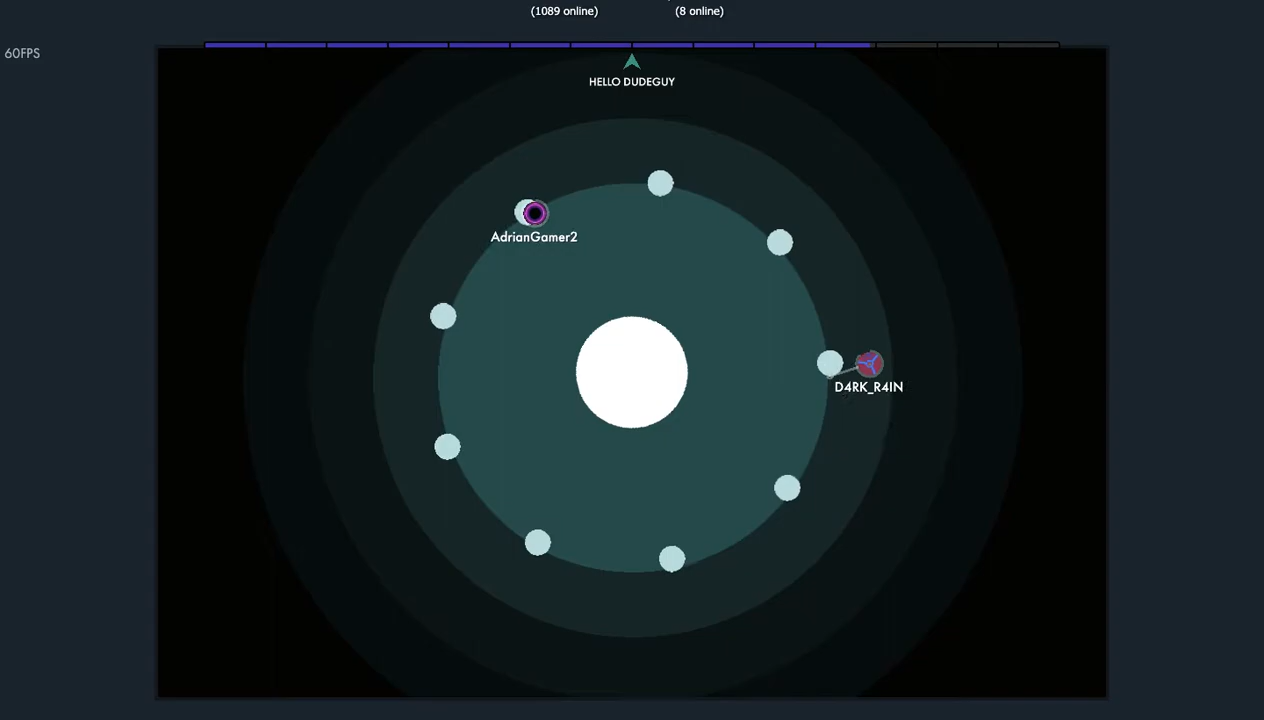 (1089 online) (8 online)
60FPS
HELLO DUDEGUY
AdrianGamer2
D4RK_R4IN